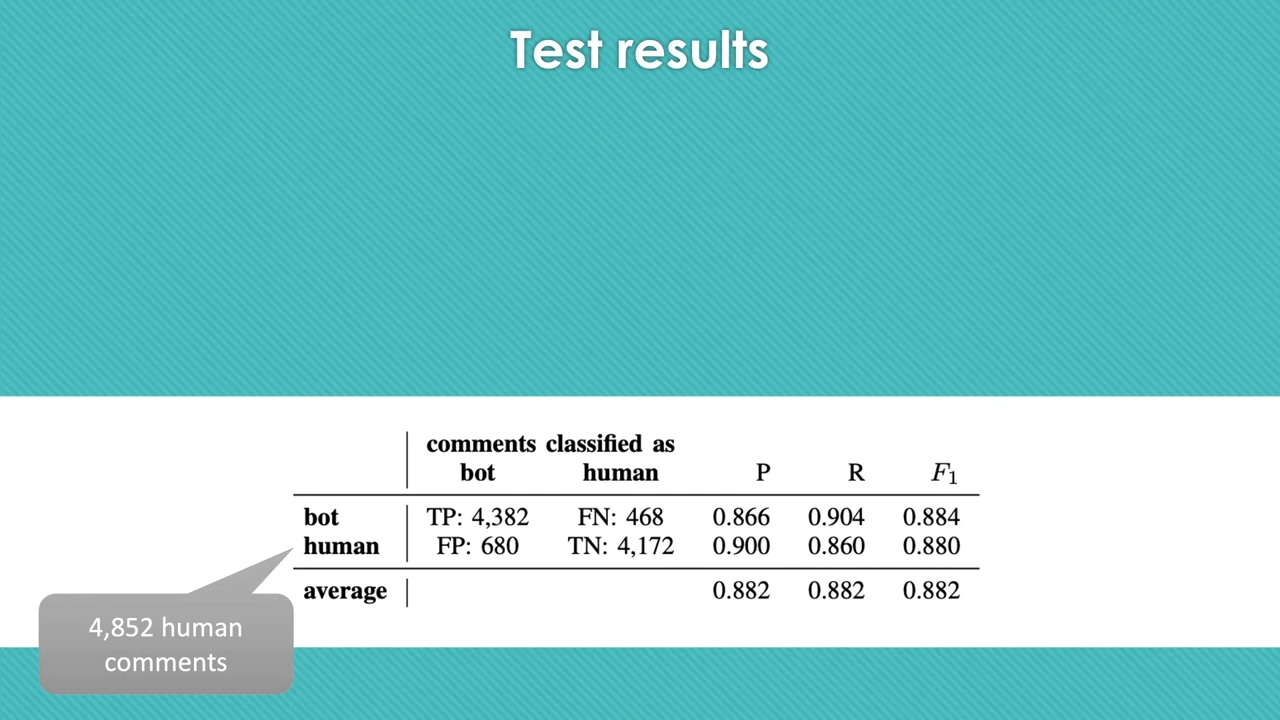 Test results
comments classified as
bot human P R F1
bot TP: 4,382 FN: 468 0.866 0.904 0.884
human FP: 680 TN: 4,172 0.900 0.860 0.880
average 0.882 0.882 0.882
4,852 human
comments